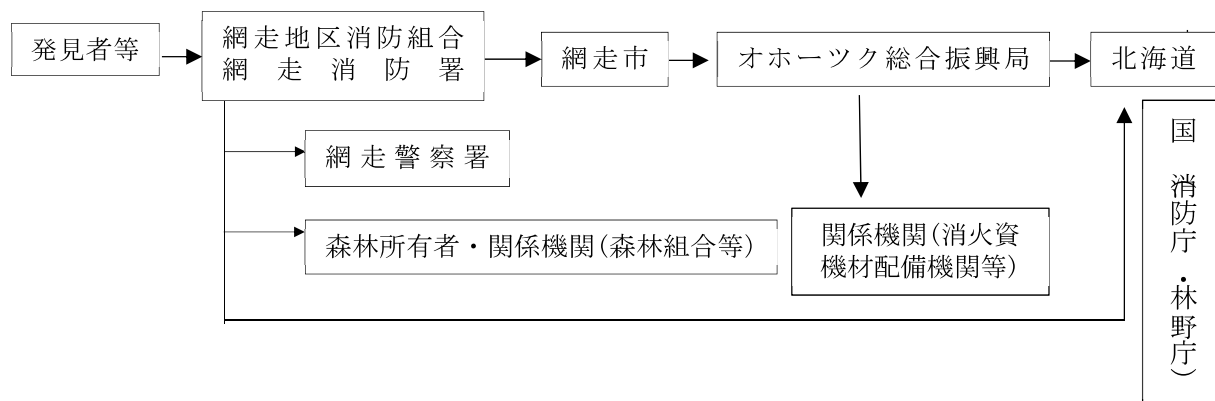 発見者等
網走地区消防組合
網走消防署
網走市
オホーツク総合振興局
北海道
網走警察署
森林所有者・関係機関(森林組合等)
関係機関(消火資
機材配備機関等)
国(消防庁・林野庁)